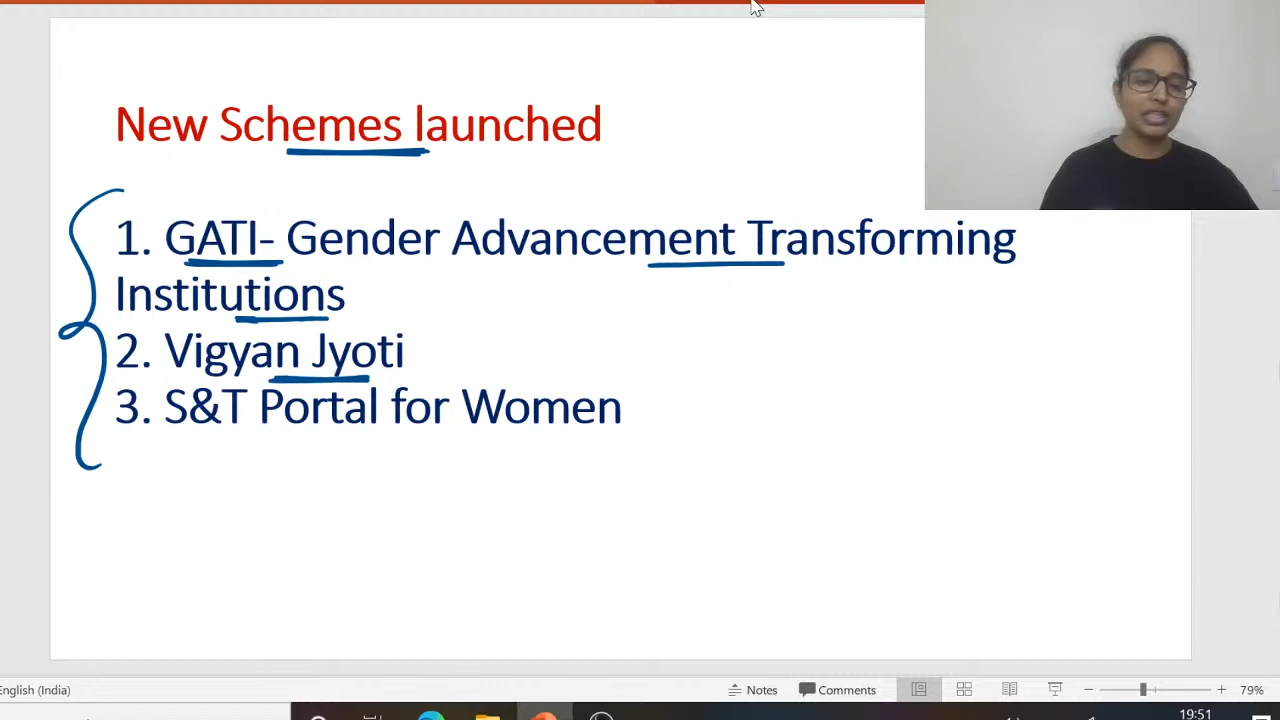 New Schemes launched
1. GATI- Gender Advancement Transforming
Institutions
2. Vigyan Jyoti
3. S&T Portal for Women
English (India)
Notes
Comments
79%
19:51